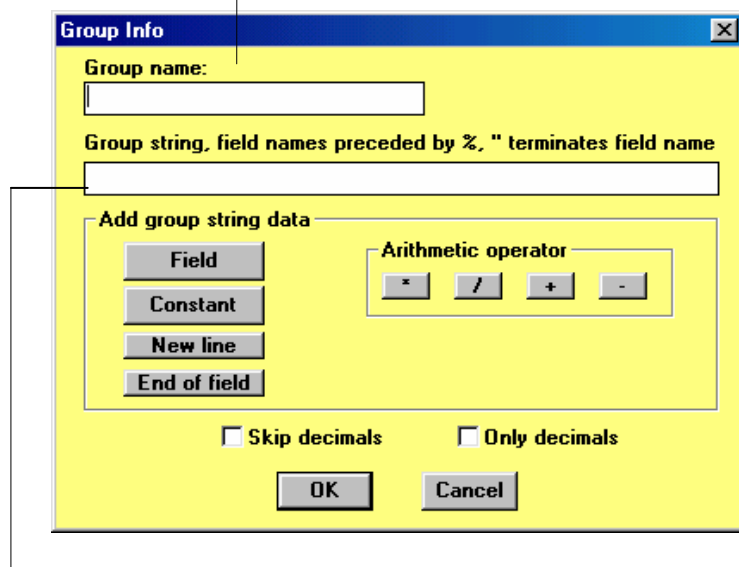 Group Info
Group name:
Group string, field names preceded by %, " terminates field name
Add group string data
Field
Constant
New line
End of field
Arithmetic operator
* / + -
Skip decimals Only decimals
OK Cancel